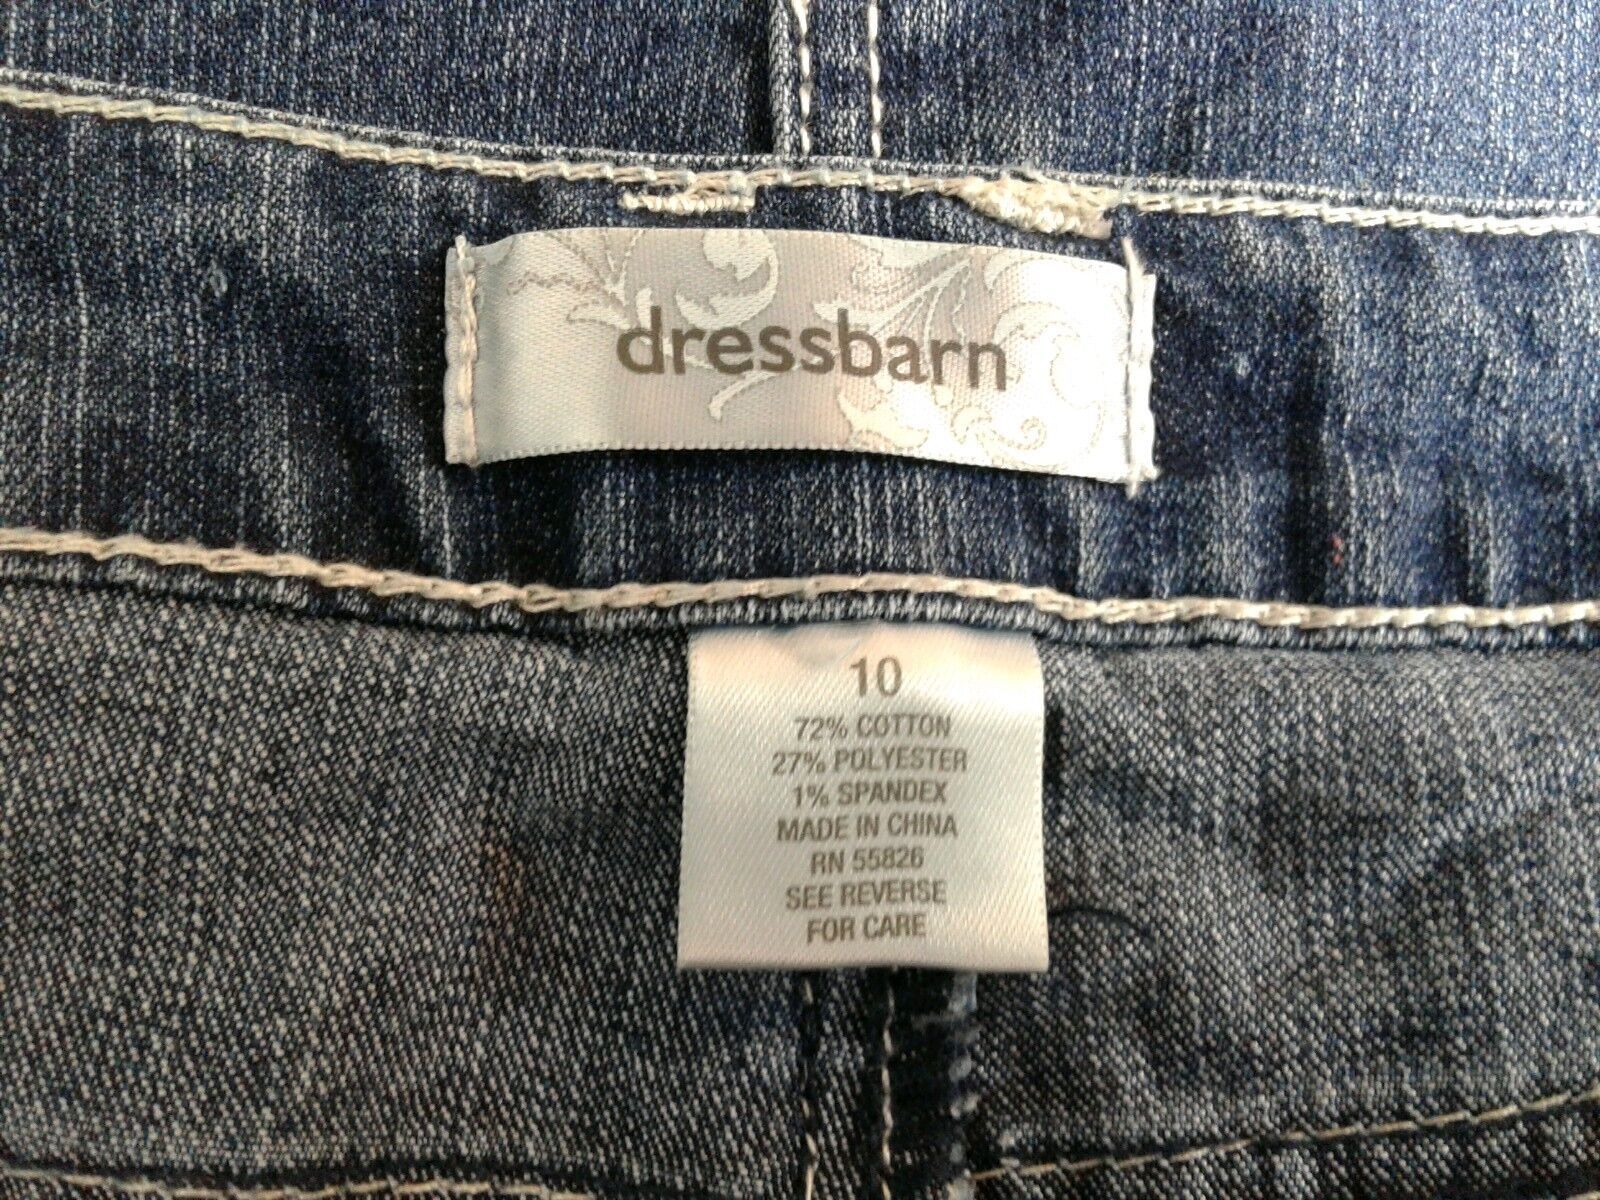 dressbarn
10
72% COTTON
27% POLYESTER
1% SPANDEX
MADE IN CHINA
RN 55826
SEE REVERSE
FOR CARE